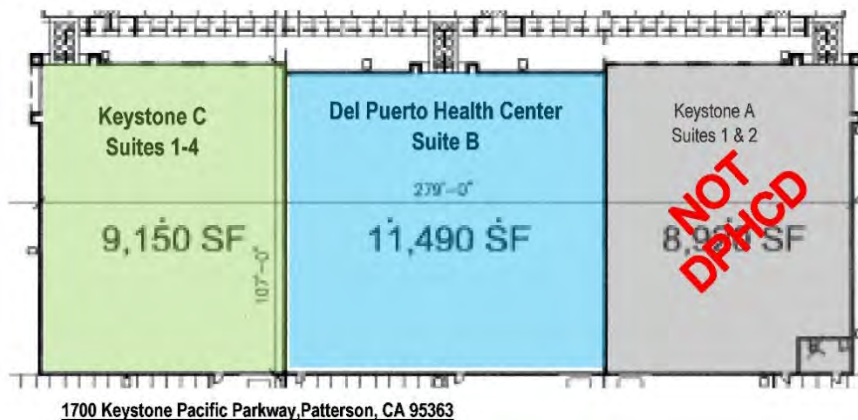 Keystone C
Suites 1-4
Del Puerto Health Center
Suite B
Keystone A
Suites 1 & 2
279'-0"
107'-0"
9,150 SF
11,490 SF
SF
NOT
DPHCD
1700 Keystone Pacific Parkway,Patterson, CA 95363